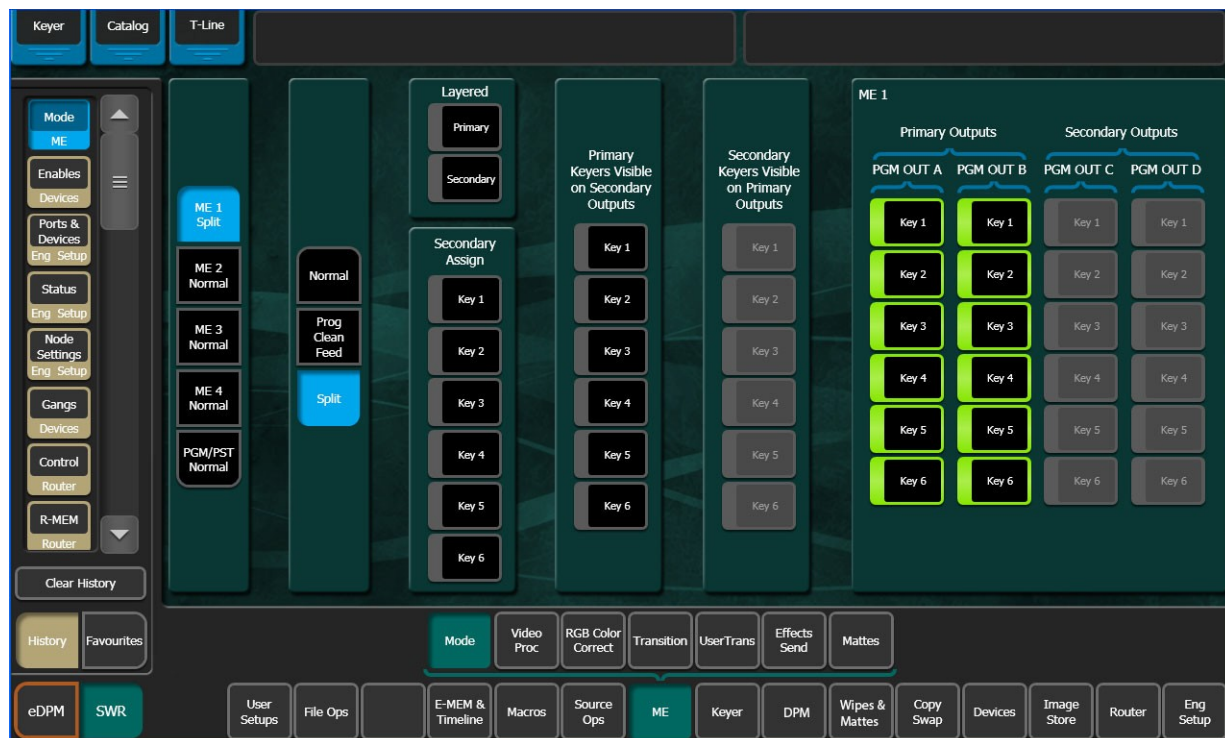 Keyer
Catalog
T-Line
Mode
ME
Enables
Devices
Ports &
Devices
Eng Setup
Status
Eng Setup
Node
Settings
Eng Setup
Gangs
Devices
Control
Router
R-MEM
Router
Clear History
History
Favourites
ME 1
Split
ME 2
Normal
ME 3
Normal
ME 4
Normal
PGM/PST
Normal
Normal
Prog
Clean
Feed
Split
Layered
Primary
Secondary
Secondary
Assign
Key 1
Key 2
Key 3
Key 4
Key 5
Key 6
Primary
Keyers Visible
on Secondary
Outputs
Key 1
Key 2
Key 3
Key 4
Key 5
Key 6
Secondary
Keyers Visible
on Primary
Outputs
Key 1
Key 2
Key 3
Key 4
Key 5
Key 6
ME 1
Primary Outputs
Secondary Outputs
PGM OUT A
PGM OUT B
PGM OUT C
PGM OUT D
Key 1
Key 1
Key 1
Key 1
Key 2
Key 2
Key 2
Key 2
Key 3
Key 3
Key 3
Key 3
Key 4
Key 4
Key 4
Key 4
Key 5
Key 5
Key 5
Key 5
Key 6
Key 6
Key 6
Key 6
Mode
Video
Proc
RGB Color
Correct
Transition
UserTrans
Effects
Send
Mattes
eDPM
SWR
User
Setups
File Ops
E-MEM &
Timeline
Macros
Source
Ops
ME
Keyer
DPM
Wipes &
Mattes
Copy
Swap
Devices
Image
Store
Router
Eng
Setup